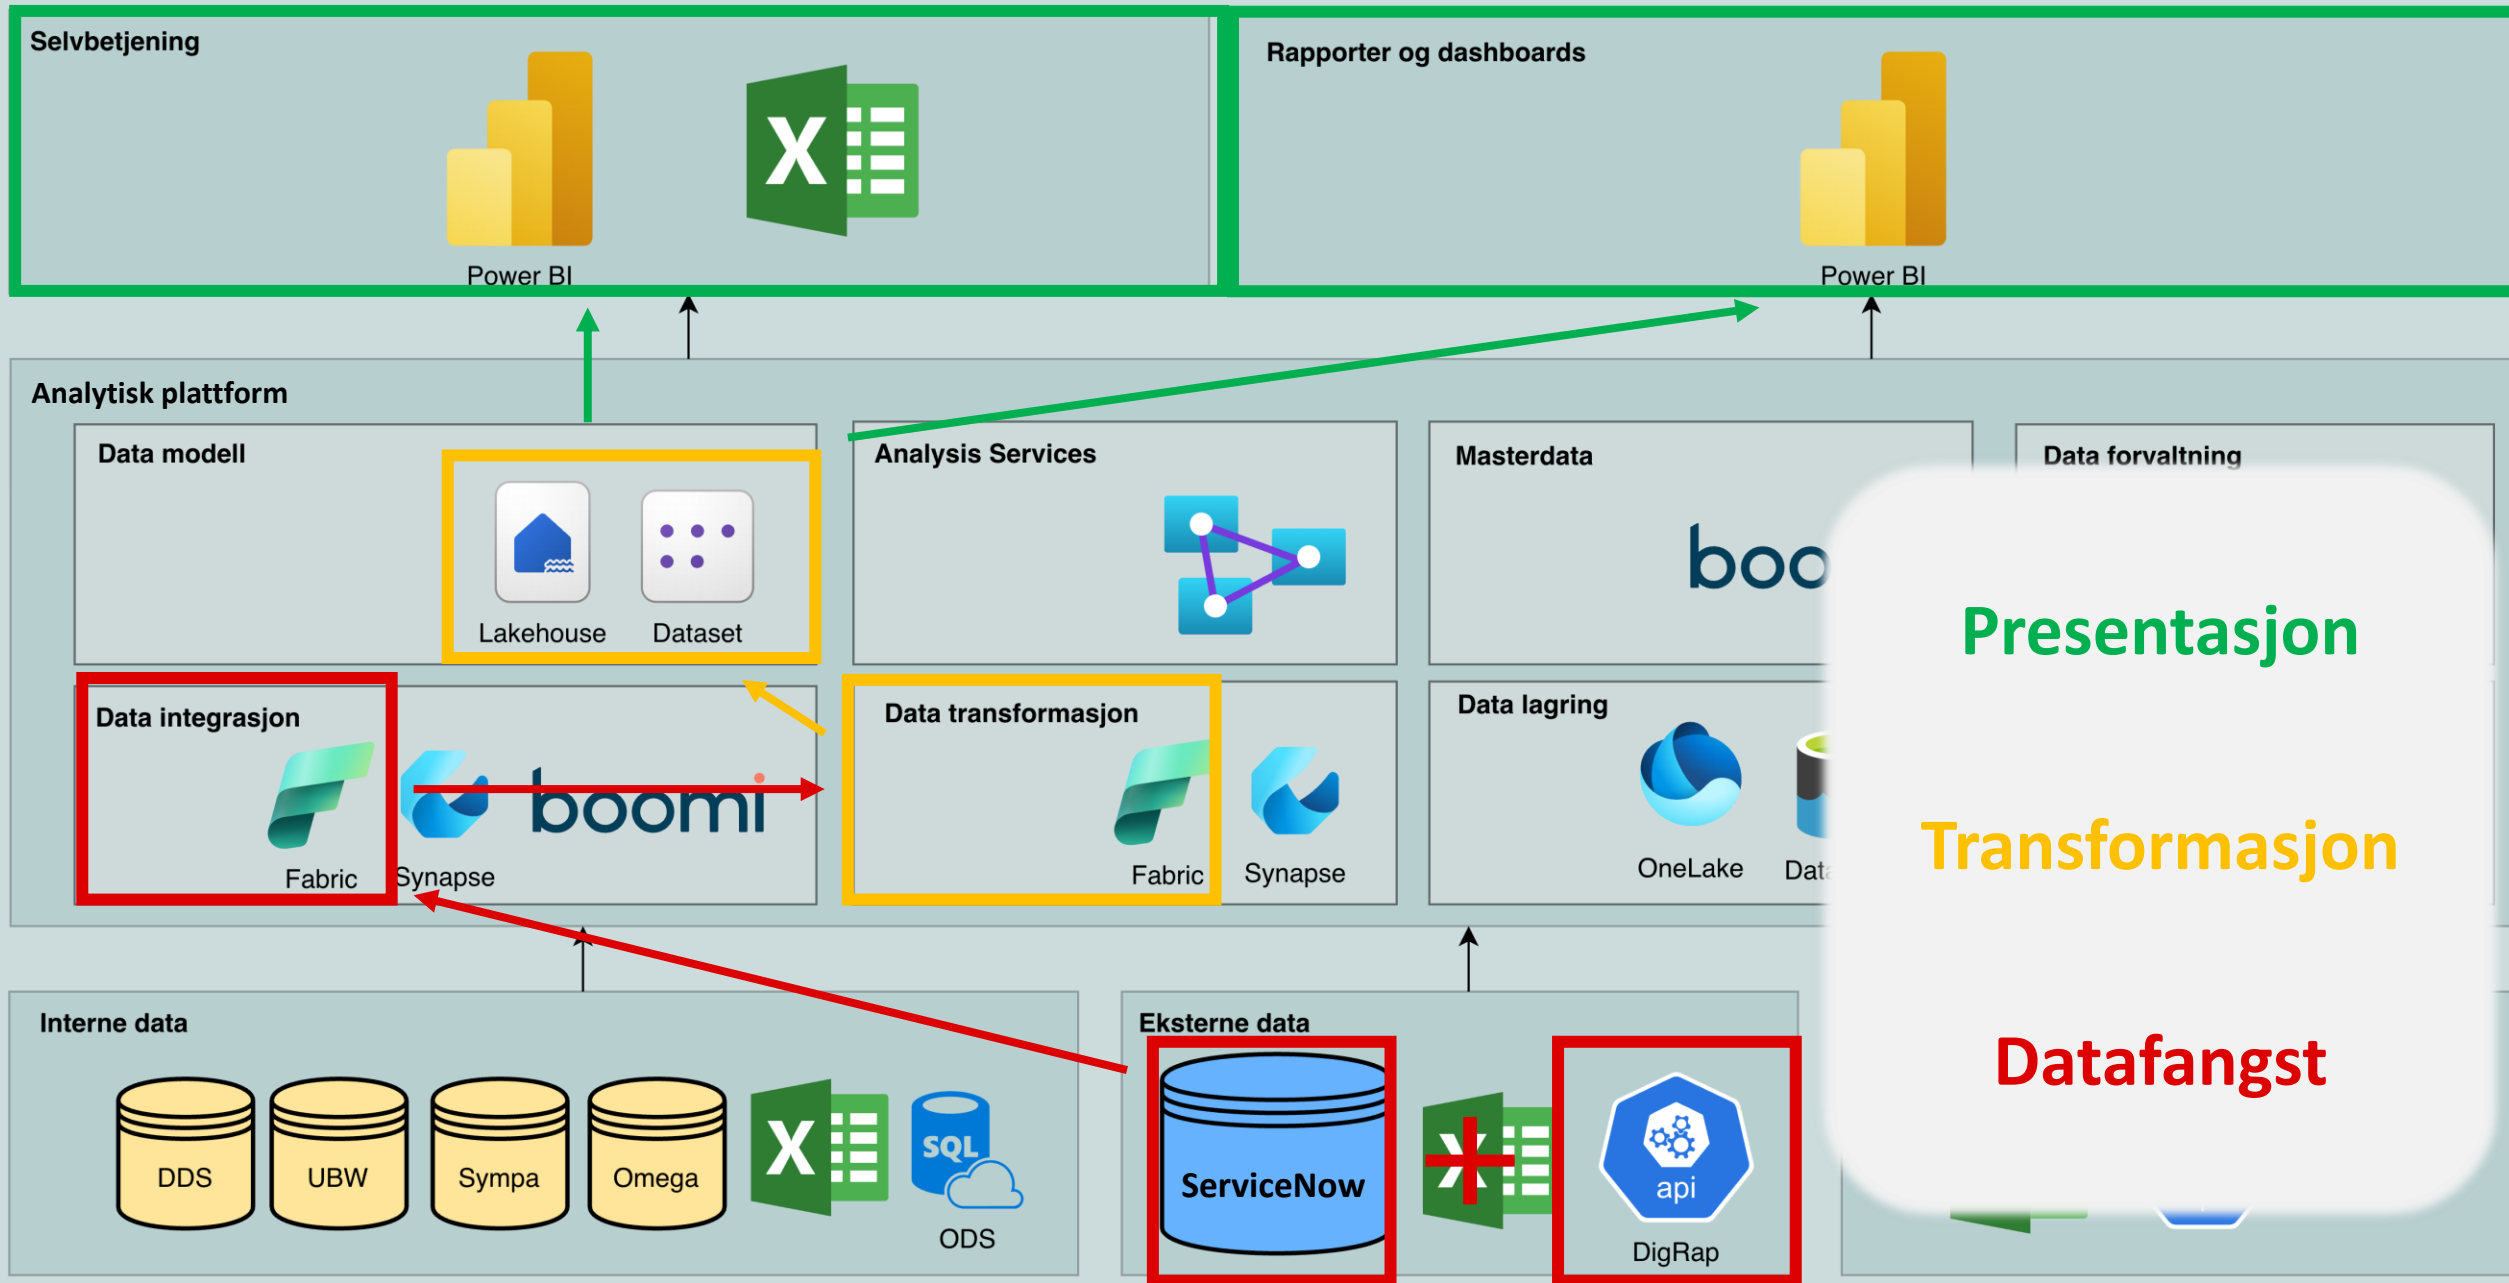 Selvbetjening
Rapporter og dashboards
X
Power BI
Power BI
Analytisk plattform
Data modell
Analysis Services
Masterdata
Data forvaltning
Lakehouse
Dataset
Presentasjon
Data integrasjon
Data transformasjon
Data lagring
boomi
Fabric
Synapse
Fabric
Synapse
OneLake
Transformasjon
Interne data
Eksterne data
Datafangst
DDS
UBW
Sympa
Omega
X
SQL
ODS
ServiceNow
X
api
DigRap